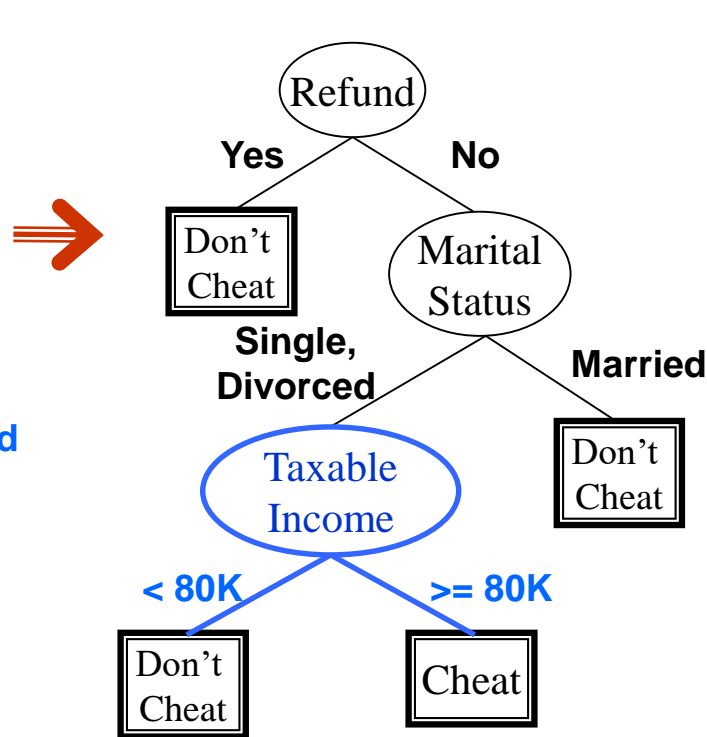 Refund
Yes
No
Don't
Cheat
Marital
Status
Single,
Divorced
Married
d
Taxable
Income
Don't
Cheat
< 80K
>= 80K
Don't
Cheat
Cheat